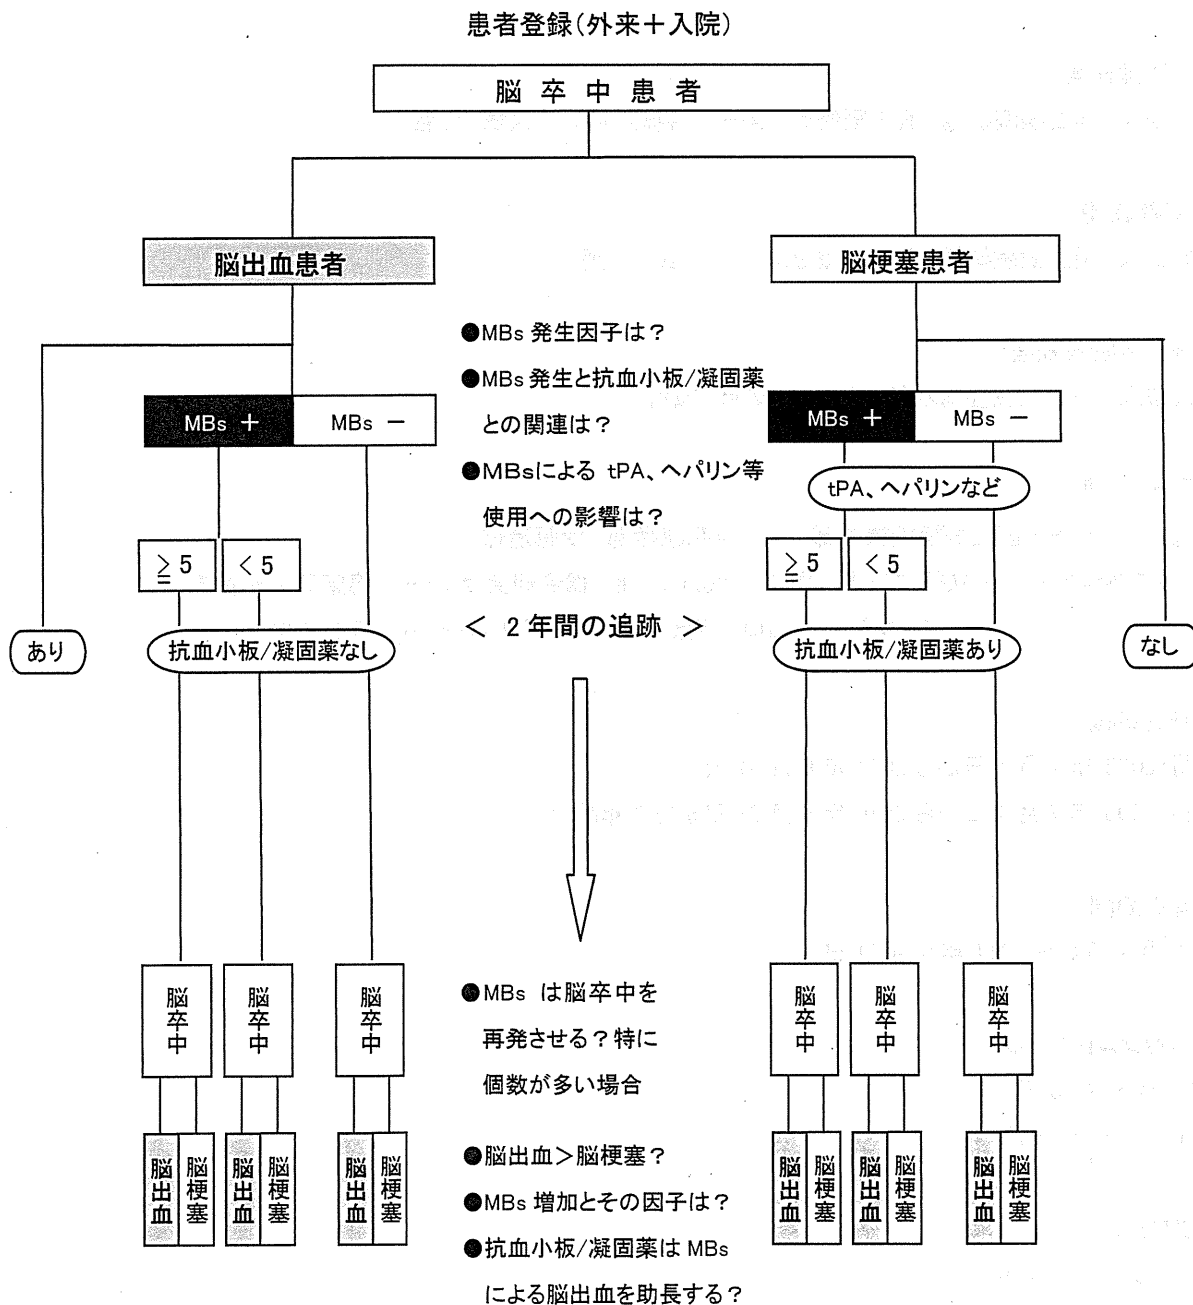 患者登録(外来＋入院)
脳 卒 中 患 者
脳出血患者
脳梗塞患者
●MBs 発生因子は？
●MBs 発生と抗血小板/凝固薬
との関連は？
●MBsによる tPA、ヘパリン等
使用への影響は？
MBs ＋
MBs －
MBs ＋
MBs －
tPA、ヘパリンなど
≧5
＜5
≧5
＜5
＜ 2年間の追跡 ＞
あり
抗血小板/凝固薬なし
抗血小板/凝固薬あり
なし
脳卒中
脳卒中
脳卒中
●MBs は脳卒中を
再発させる？特に
個数が多い場合
脳卒中
脳卒中
脳卒中
脳出血
脳梗塞
脳出血
脳梗塞
脳出血
脳梗塞
●脳出血＞脳梗塞？
●MBs 増加とその因子は？
●抗血小板/凝固薬は MBs
による脳出血を助長する？
脳出血
脳梗塞
脳出血
脳梗塞
脳出血
脳梗塞